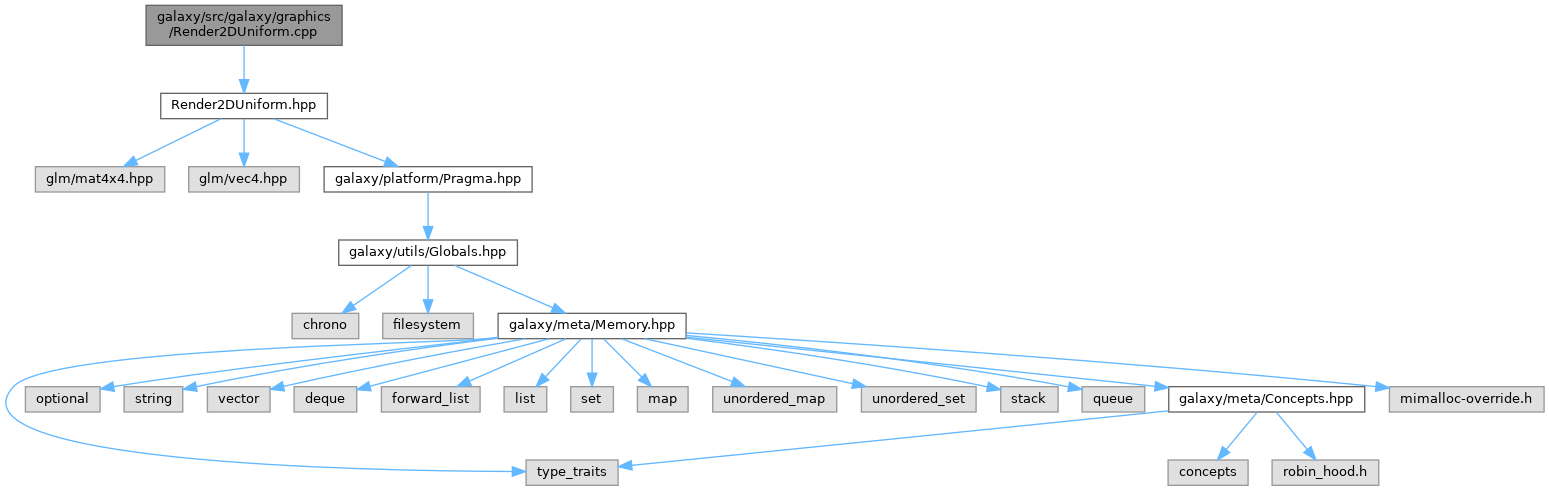 galaxy/src/galaxy/graphics
/Render2DUniform.cpp
Render2DUniform.hpp
glm/mat4x4.hpp
glm/vec4.hpp
galaxy/platform/Pragma.hpp
galaxy/utils/Globals.hpp
chrono
filesystem
galaxy/meta/Memory.hpp
optional
string
vector
deque
forward_list
list
set
map
unordered_map
unordered_set
stack
queue
galaxy/meta/Concepts.hpp
mimalloc-override.h
type_traits
concepts
robin_hood.h